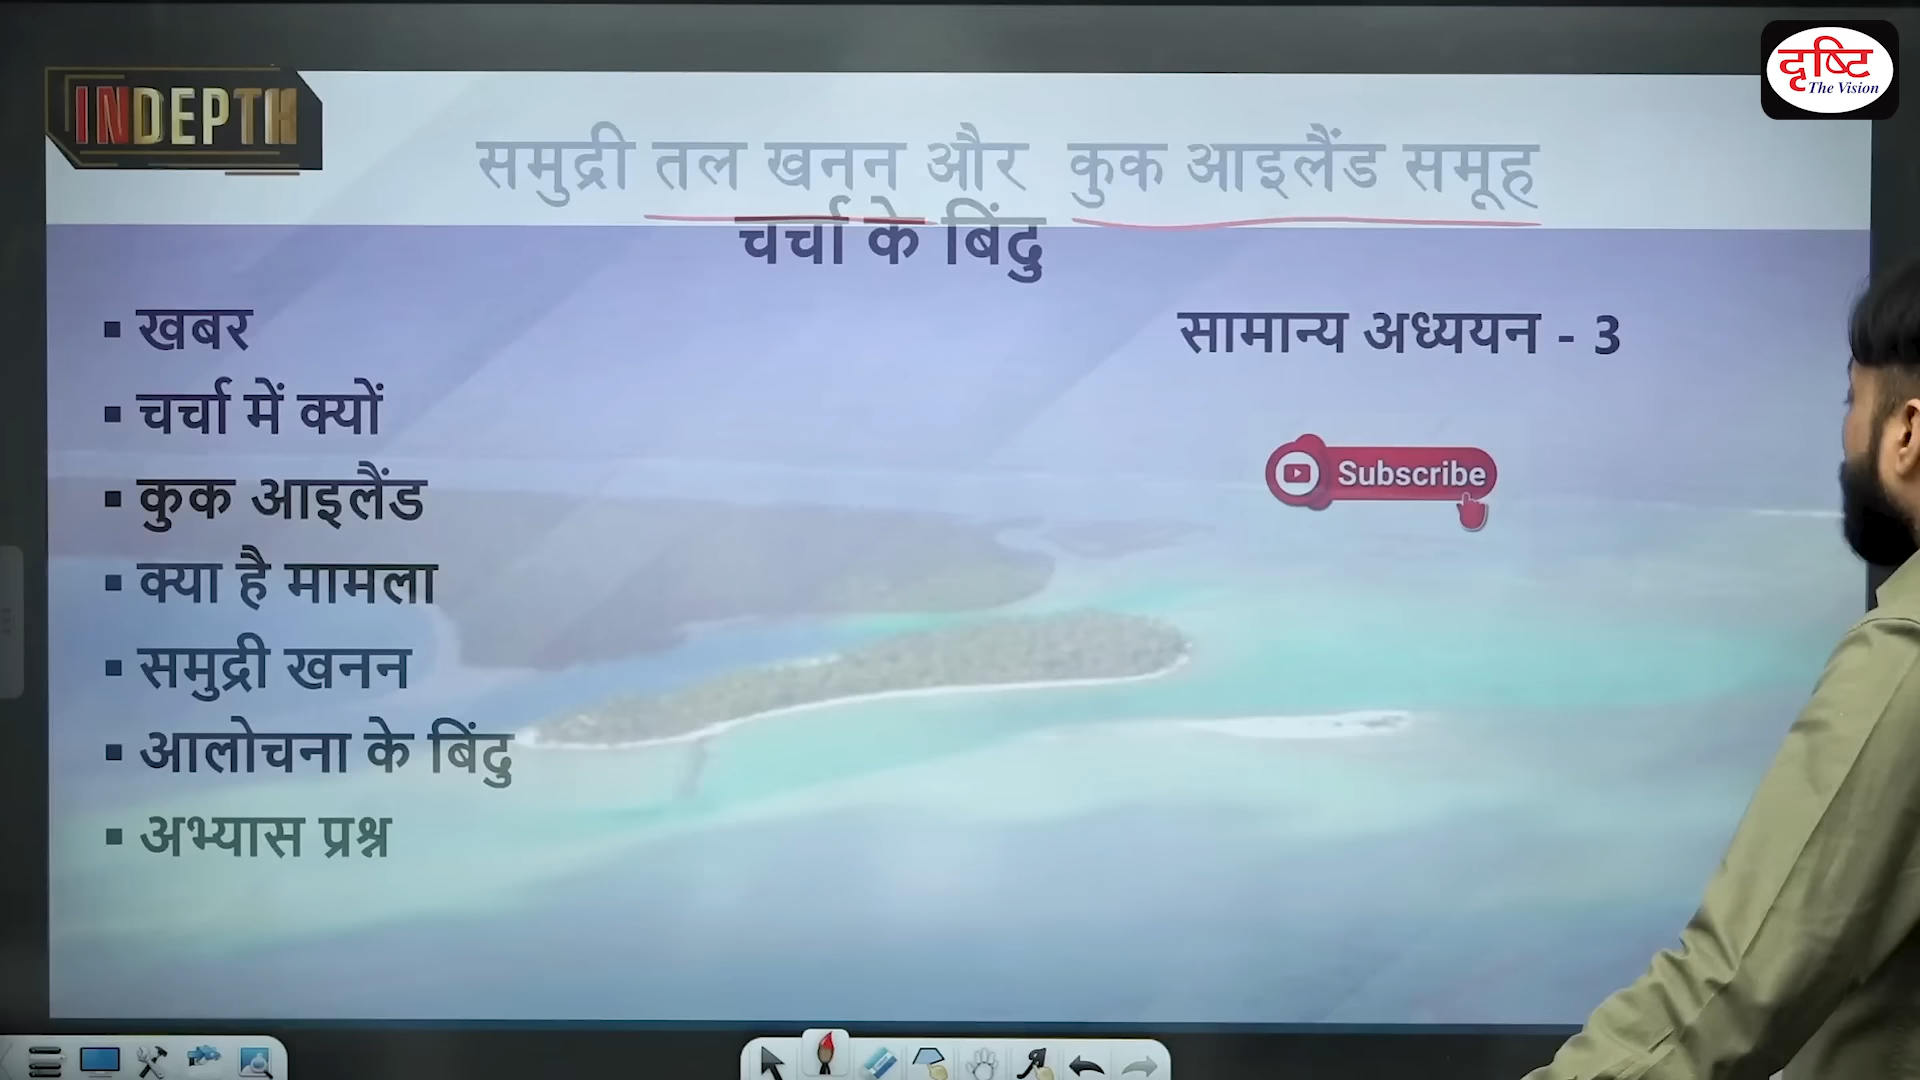 INDEPTH
दृष्टि
The Vision
समुद्री तल खनन और कुक आइलैंड समूह
चर्चा के बिंदु
▪ खबर
▪ चर्चा में क्यों
▪ कुक आइलैंड
▪ क्या है मामला
▪ समुद्री खनन
▪ आलोचना के बिंदु
▪ अभ्यास प्रश्न
सामान्य अध्ययन - 3
Subscribe